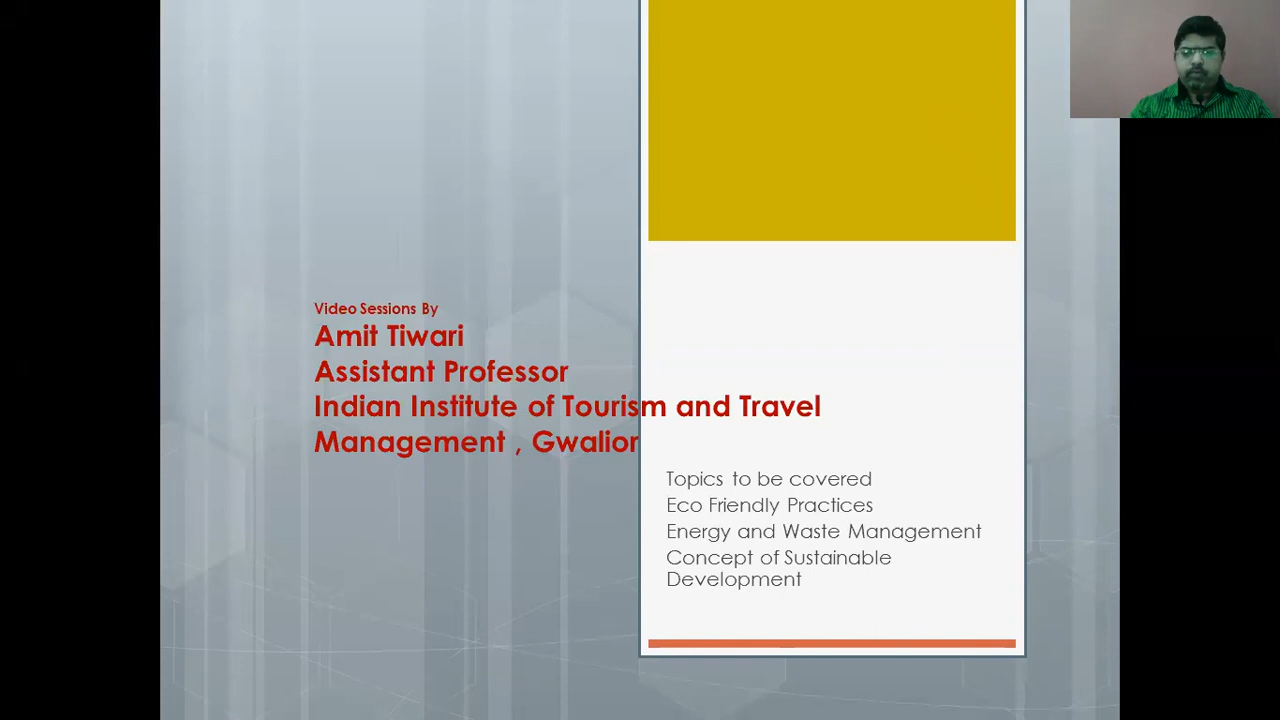 Video Sessions By
Amit Tiwari
Assistant Professor
Indian Institute of Tourism and Travel
Management , Gwalior
Topics to be covered
Eco Friendly Practices
Energy and Waste Management
Concept of Sustainable
Development